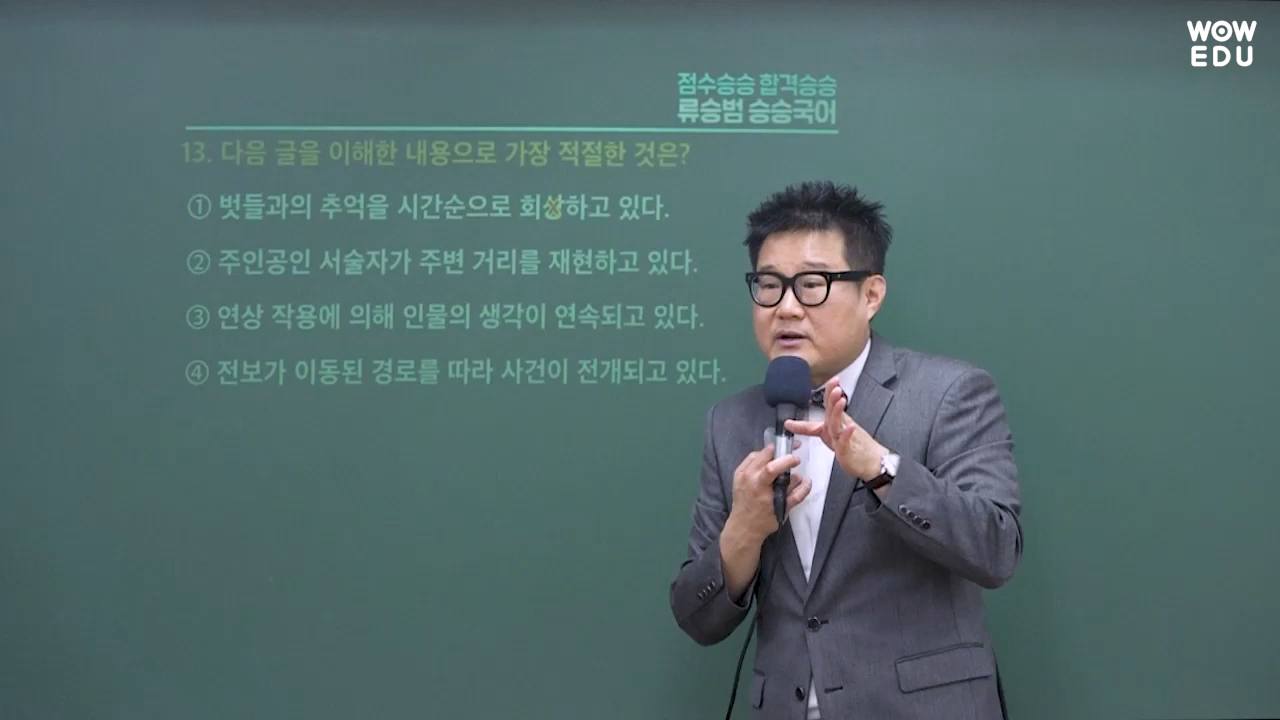 WOW
EDU
점수승승 합격승승
류승범 승승국어
13. 다음 글을 이해한 내용으로 가장 적절한 것은?
① 벗들과의 추억을 시간순으로 회상하고 있다.
② 주인공인 서술자가 주변 거리를 재현하고 있다.
③ 연상 작용에 의해 인물의 생각이 연속되고 있다.
④ 전보가 이동된 경로를 따라 사건이 전개되고 있다.